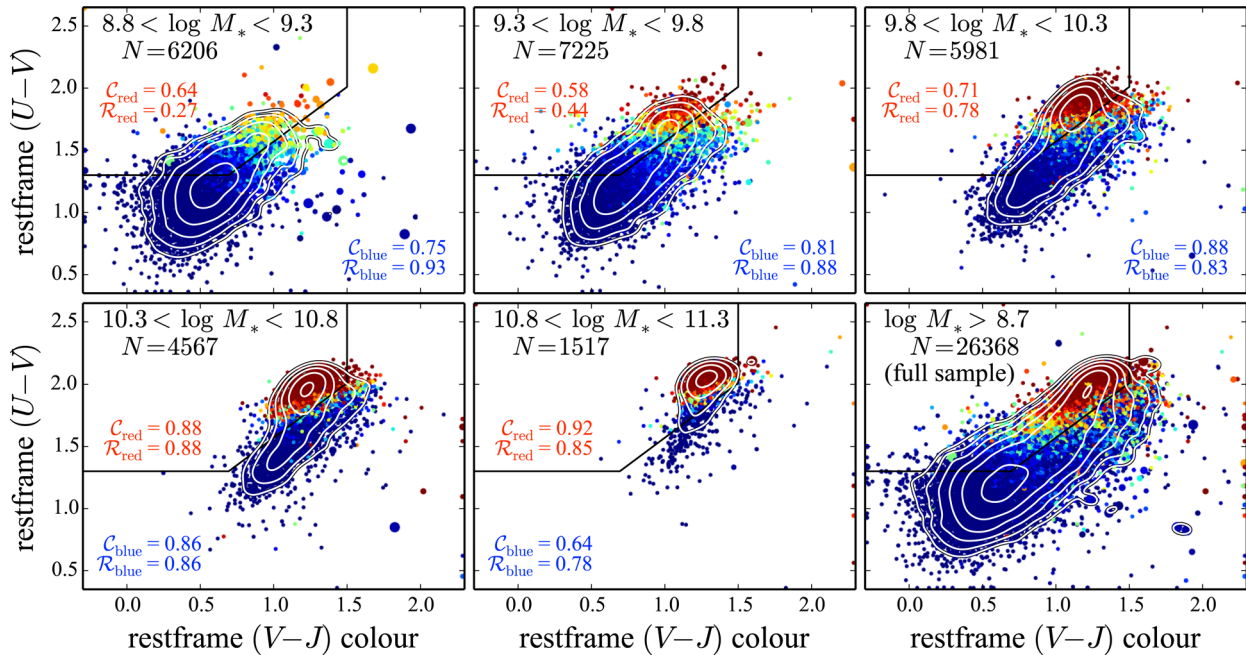 8.8 < log M* < 9.3
N=6206
C_red = 0.64
R_red = 0.27
C_blue = 0.75
R_blue = 0.93
9.3 < log M* < 9.8
N=7225
C_red = 0.58
R_red = 0.44
C_blue = 0.81
R_blue = 0.88
9.8 < log M* < 10.3
N=5981
C_red = 0.71
R_red = 0.78
C_blue = 0.88
R_blue = 0.83
restframe (U−V)
2.5
2.0
1.5
1.0
0.5
10.3 < log M* < 10.8
N=4567
C_red = 0.88
R_red = 0.88
C_blue = 0.86
R_blue = 0.86
10.8 < log M* < 11.3
N=1517
C_red = 0.92
R_red = 0.85
C_blue = 0.64
R_blue = 0.78
log M* > 8.7
N=26368
(full sample)
restframe (U−V)
2.5
2.0
1.5
1.0
0.5
0.0 0.5 1.0 1.5 2.0
0.0 0.5 1.0 1.5 2.0
0.0 0.5 1.0 1.5 2.0
restframe (V−J) colour
restframe (V−J) colour
restframe (V−J) colour